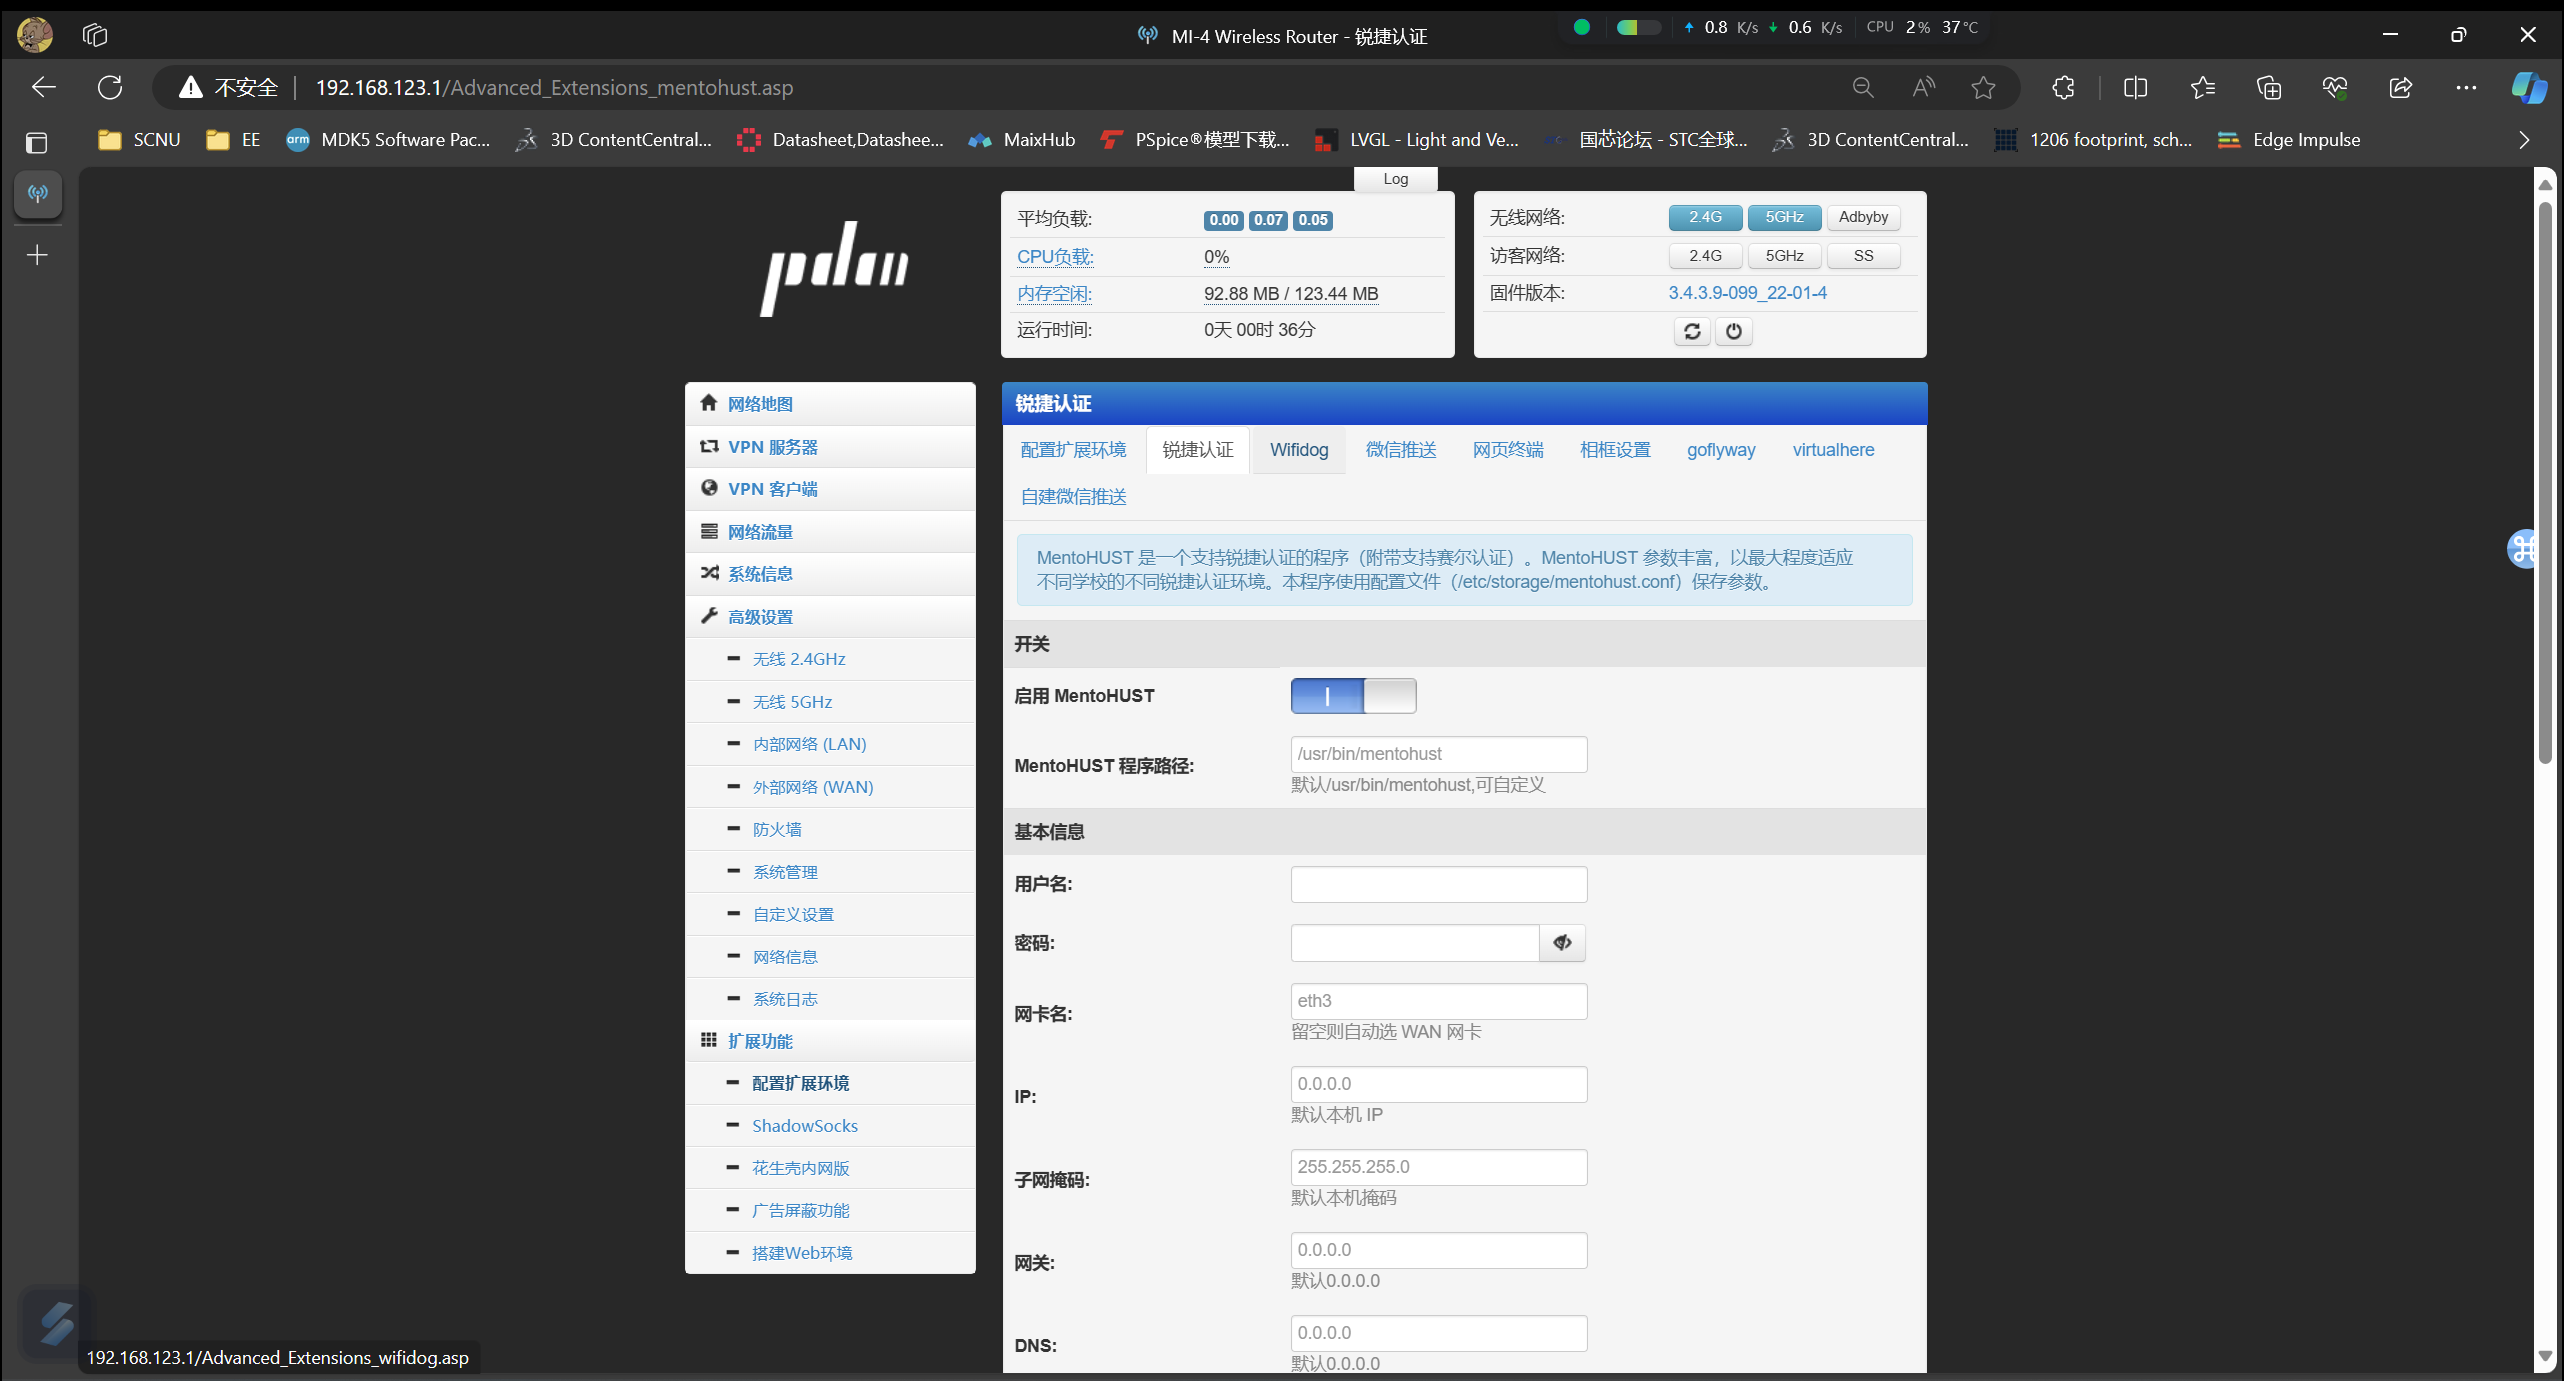 MI-4 Wireless Router - 锐捷认证
0.8 K/s 0.6 K/s CPU 2% 37°C
不安全 192.168.123.1/Advanced_Extensions_mentohust.asp
SCNU EE arm MDK5 Software Pac... 3D ContentCentral... Datasheet,Datashee... MaixHub PSpice®模型下载... LVGL - Light and Ve... 国芯论坛 - STC全球... 3D ContentCentral... 1206 footprint, sch... Edge Impulse
Log
pdcn
平均负载: 0.00 0.07 0.05
CPU负载: 0%
内存空闲: 92.88 MB / 123.44 MB
运行时间: 0天 00时 36分
无线网络: 2.4G 5GHz Adbyby
访客网络: 2.4G 5GHz SS
固件版本: 3.4.3.9-099_22-01-4
网络地图
VPN 服务器
VPN 客户端
网络流量
系统信息
高级设置
无线 2.4GHz
无线 5GHz
内部网络 (LAN)
外部网络 (WAN)
防火墙
系统管理
自定义设置
网络信息
系统日志
扩展功能
配置扩展环境
ShadowSocks
花生壳内网版
广告屏蔽功能
搭建Web环境
锐捷认证
配置扩展环境 锐捷认证 Wifidog 微信推送 网页终端 相框设置 goflyway virtualhere
自建微信推送
MentoHUST 是一个支持锐捷认证的程序（附带支持赛尔认证）。MentoHUST 参数丰富，以最大程度适应
不同学校的不同锐捷认证环境。本程序使用配置文件（/etc/storage/mentohust.conf）保存参数。
开关
启用 MentoHUST
MentoHUST 程序路径: /usr/bin/mentohust
默认/usr/bin/mentohust,可自定义
基本信息
用户名:
密码:
网卡名: eth3
留空则自动选 WAN 网卡
IP: 0.0.0.0
默认本机 IP
子网掩码: 255.255.255.0
默认本机掩码
网关: 0.0.0.0
默认0.0.0.0
DNS: 0.0.0.0
默认0.0.0.0
192.168.123.1/Advanced_Extensions_wifidog.asp